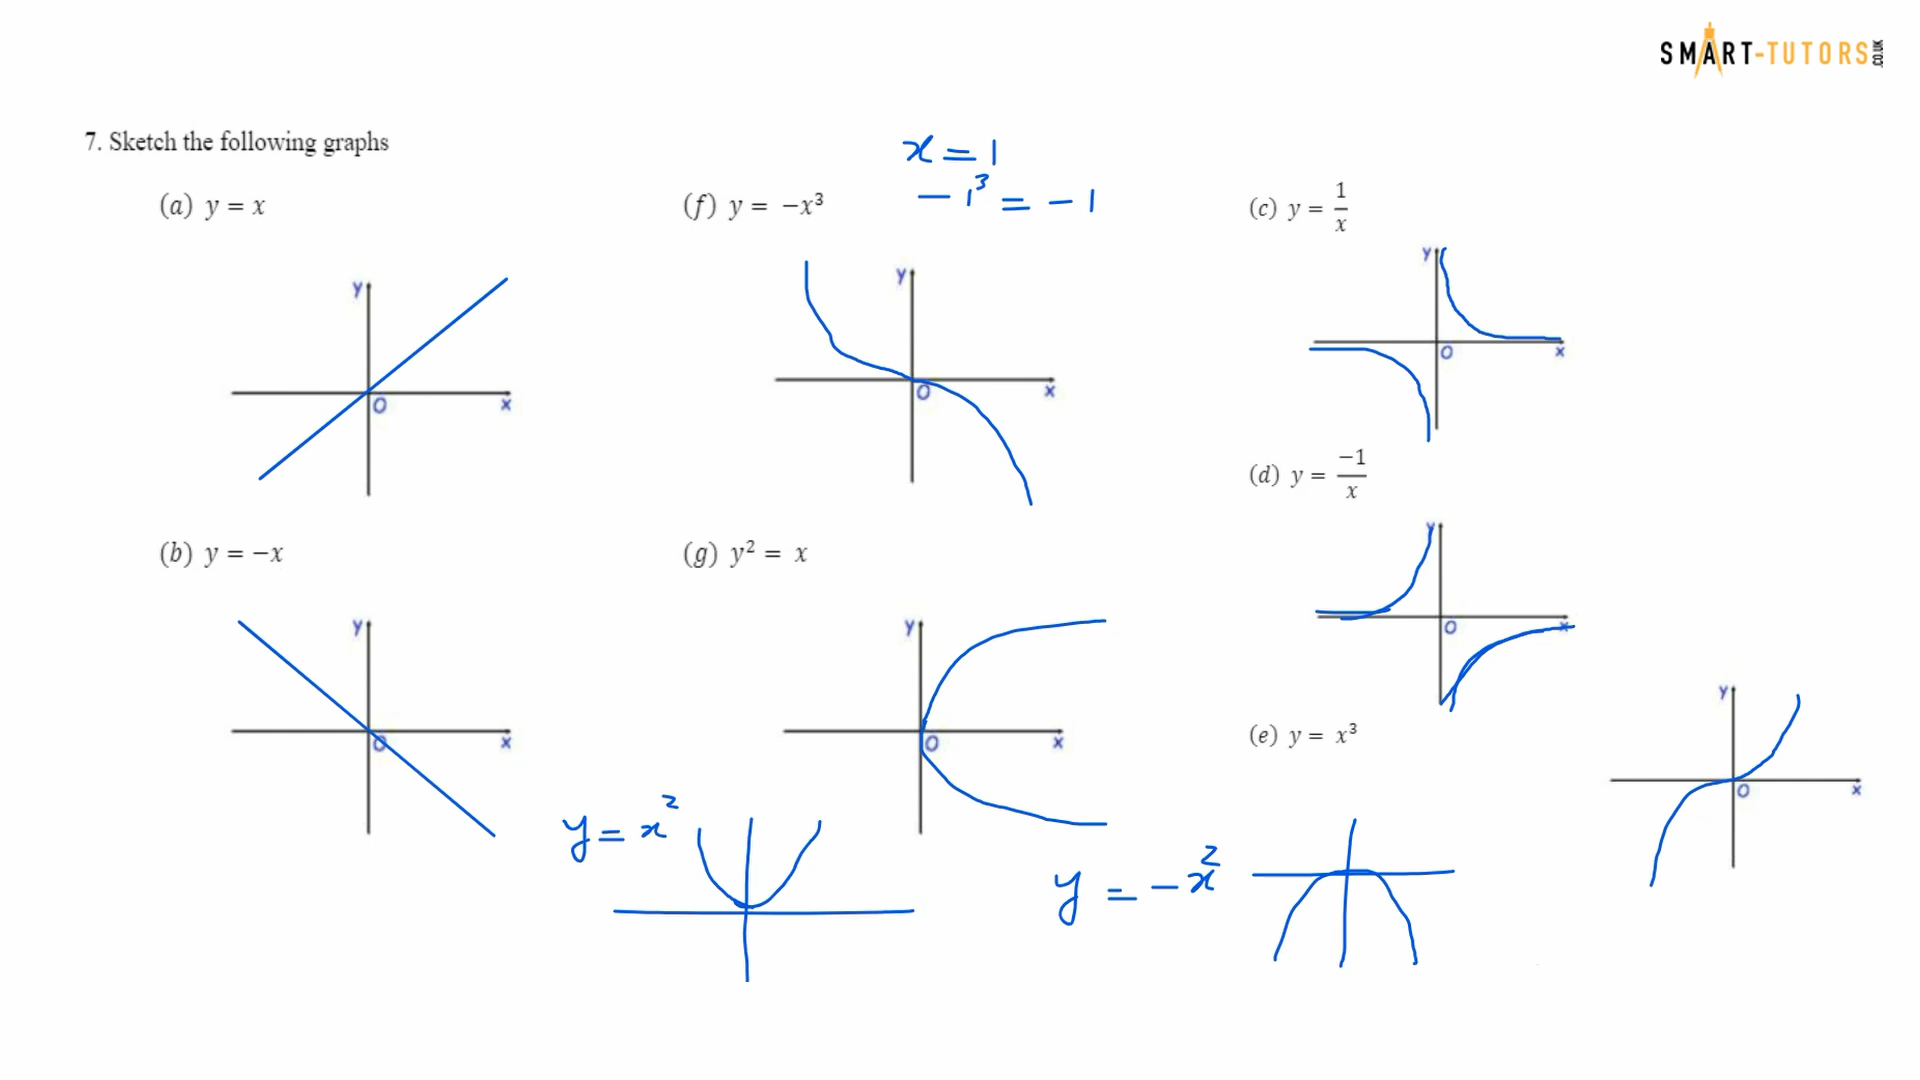 SMART-TUTORS.CO.UK
7. Sketch the following graphs
x = 1
-1³ = -1
(a) y = x
(f) y = −x³
(c) y = 1/x
y
x
O
y
x
O
y
x
O
(d) y = −1/x
(b) y = −x
(g) y² = x
y
x
O
y
x
O
y
x
O
(e) y = x³
y
x
O
y = x²
y = -x²